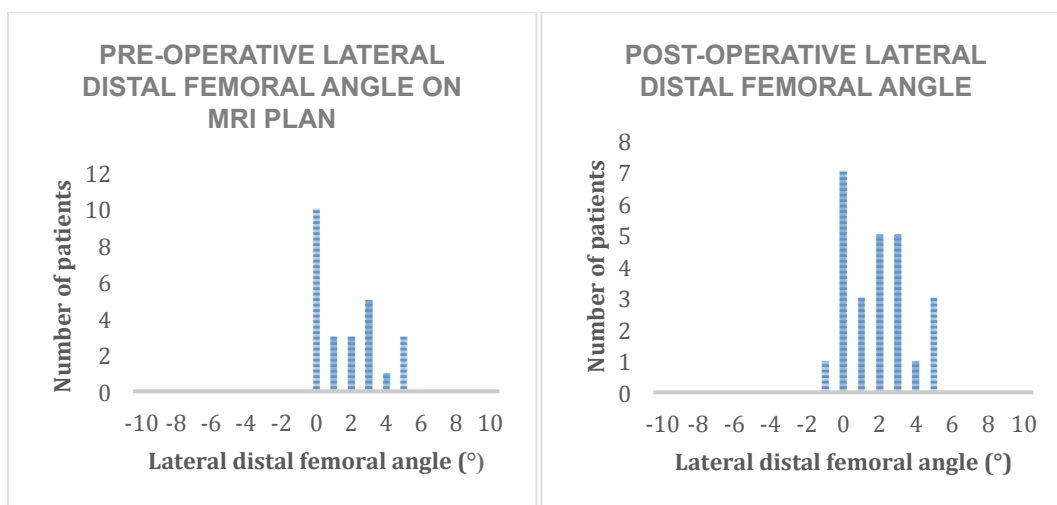 PRE-OPERATIVE LATERAL
DISTAL FEMORAL ANGLE ON
MRI PLAN
12
10
8
6
4
2
0
Number of patients
-10 -8 -6 -4 -2 0 2 4 6 8 10
Lateral distal femoral angle (°)
POST-OPERATIVE LATERAL
DISTAL FEMORAL ANGLE
8
7
6
5
4
3
2
1
0
Number of patients
-10 -8 -6 -4 -2 0 2 4 6 8 10
Lateral distal femoral angle (°)